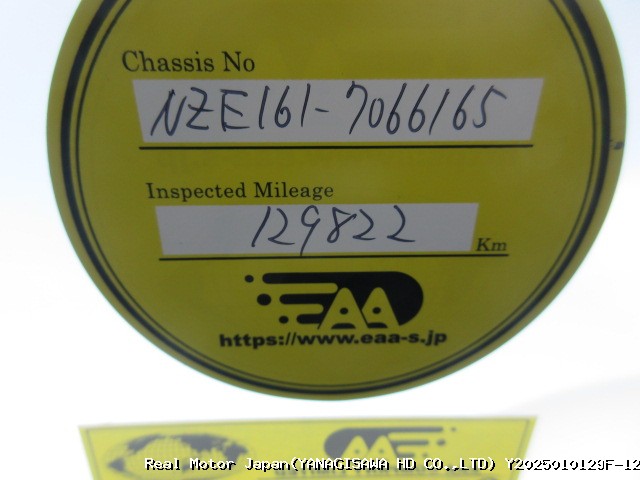 Chassis No
NZE161-7066165
Inspected Mileage
129822
Km
EAA
https://www.eaa-s.jp
EAA
Real Motor Japan(YANAGISAWA HD CO.,LTD) Y2025010129F-12